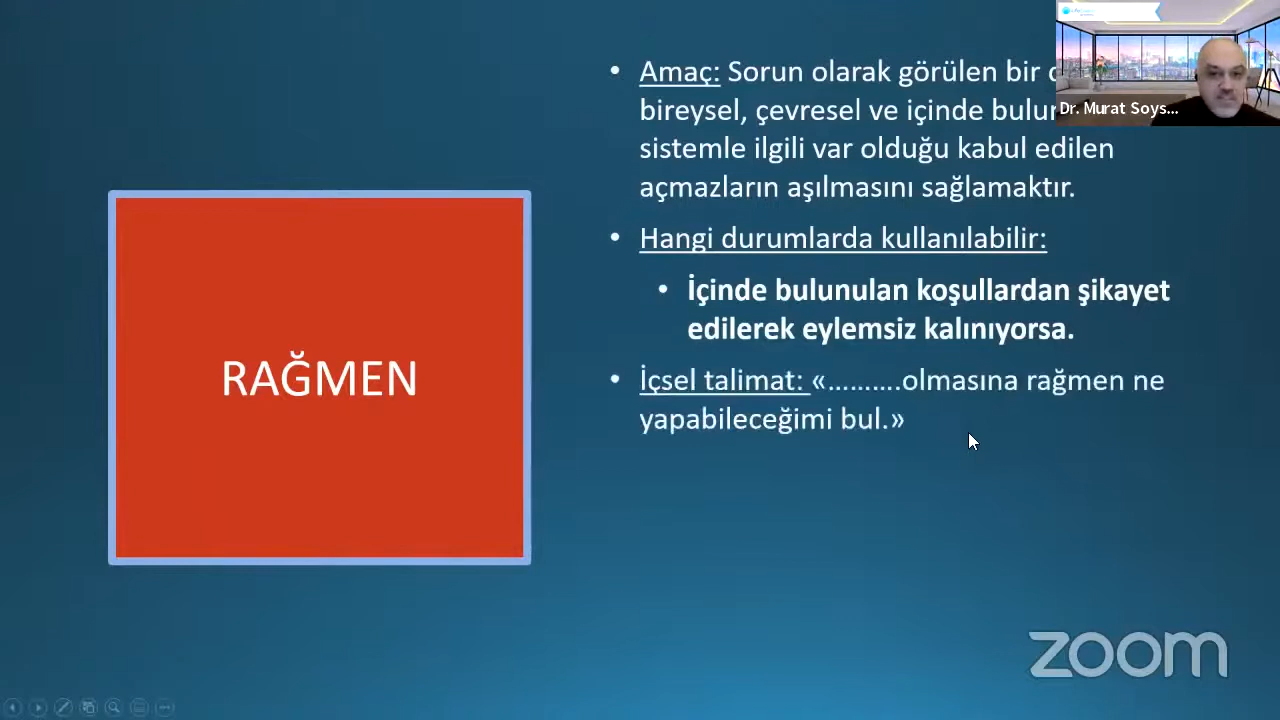 RAĞMEN
• Amaç: Sorun olarak görülen bir
bireysel, çevresel ve içinde
sistemle ilgili var olduğu kabul edilen
açmazların aşılmasını sağlamaktır.
• Hangi durumlarda kullanılabilir:
• İçinde bulunulan koşullardan şikayet
edilerek eylemsiz kalınıyorsa.
• İçsel talimat: «……….olmasına rağmen ne
yapabileceğimi bul.»
Dr. Murat Soys...
zoom